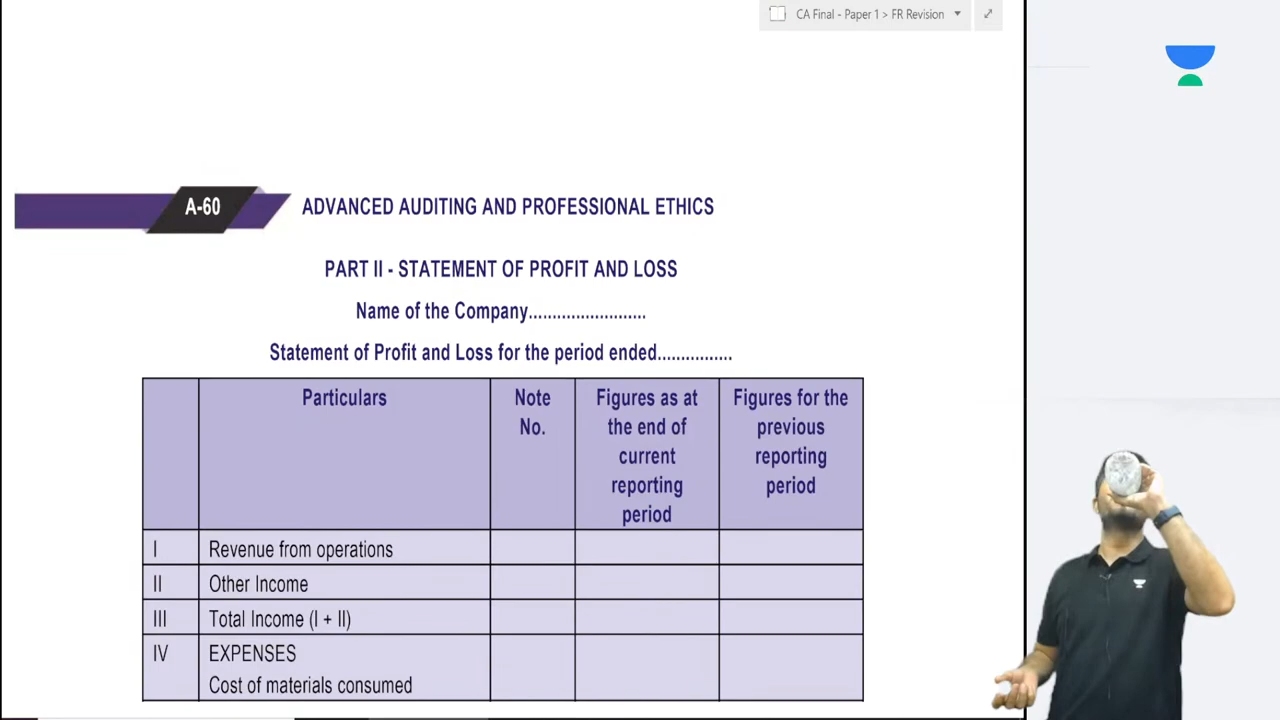 CA Final - Paper 1 > FR Revision
A-60
ADVANCED AUDITING AND PROFESSIONAL ETHICS
PART II - STATEMENT OF PROFIT AND LOSS
Name of the Company.........................
Statement of Profit and Loss for the period ended................
Particulars
Note
No.
Figures as at
the end of
current
reporting
period
Figures for the
previous
reporting
period
I Revenue from operations
II Other Income
III Total Income (I + II)
IV EXPENSES
Cost of materials consumed